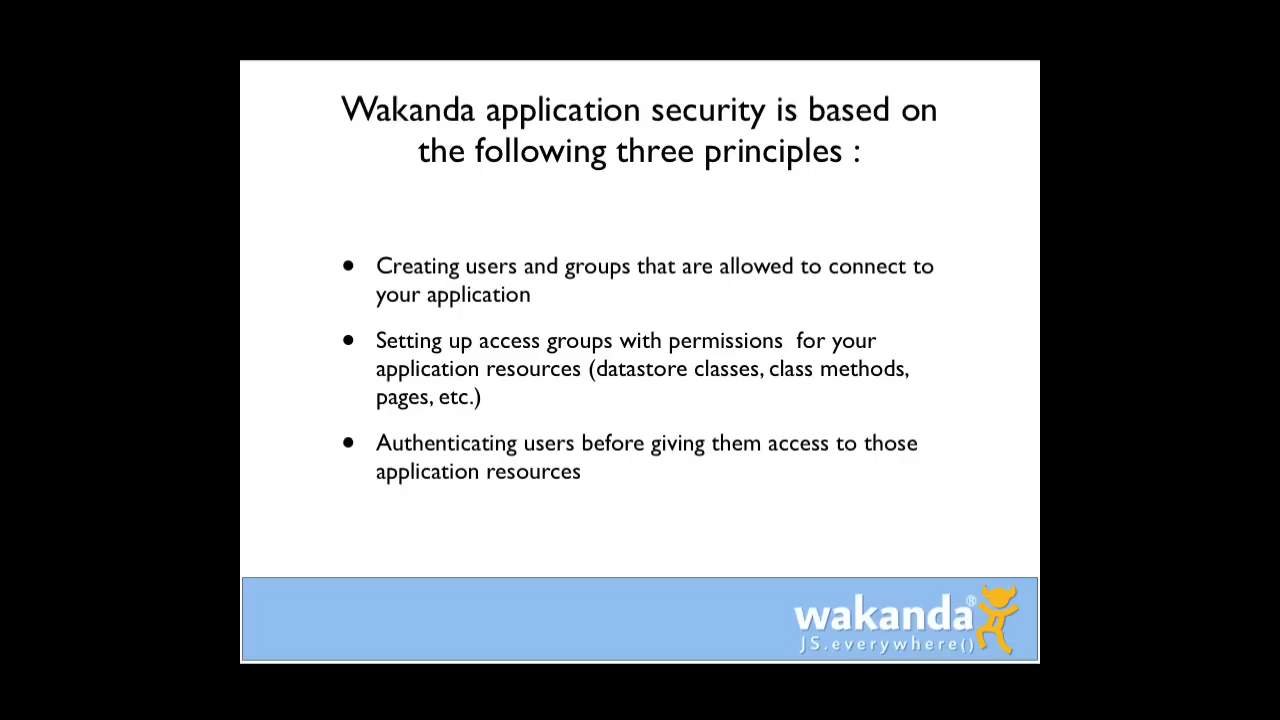 Wakanda application security is based on
the following three principles :
• Creating users and groups that are allowed to connect to
your application
• Setting up access groups with permissions  for your
application resources (datastore classes, class methods,
pages, etc.)
• Authenticating users before giving them access to those
application resources
wakanda®
JS.everywhere()